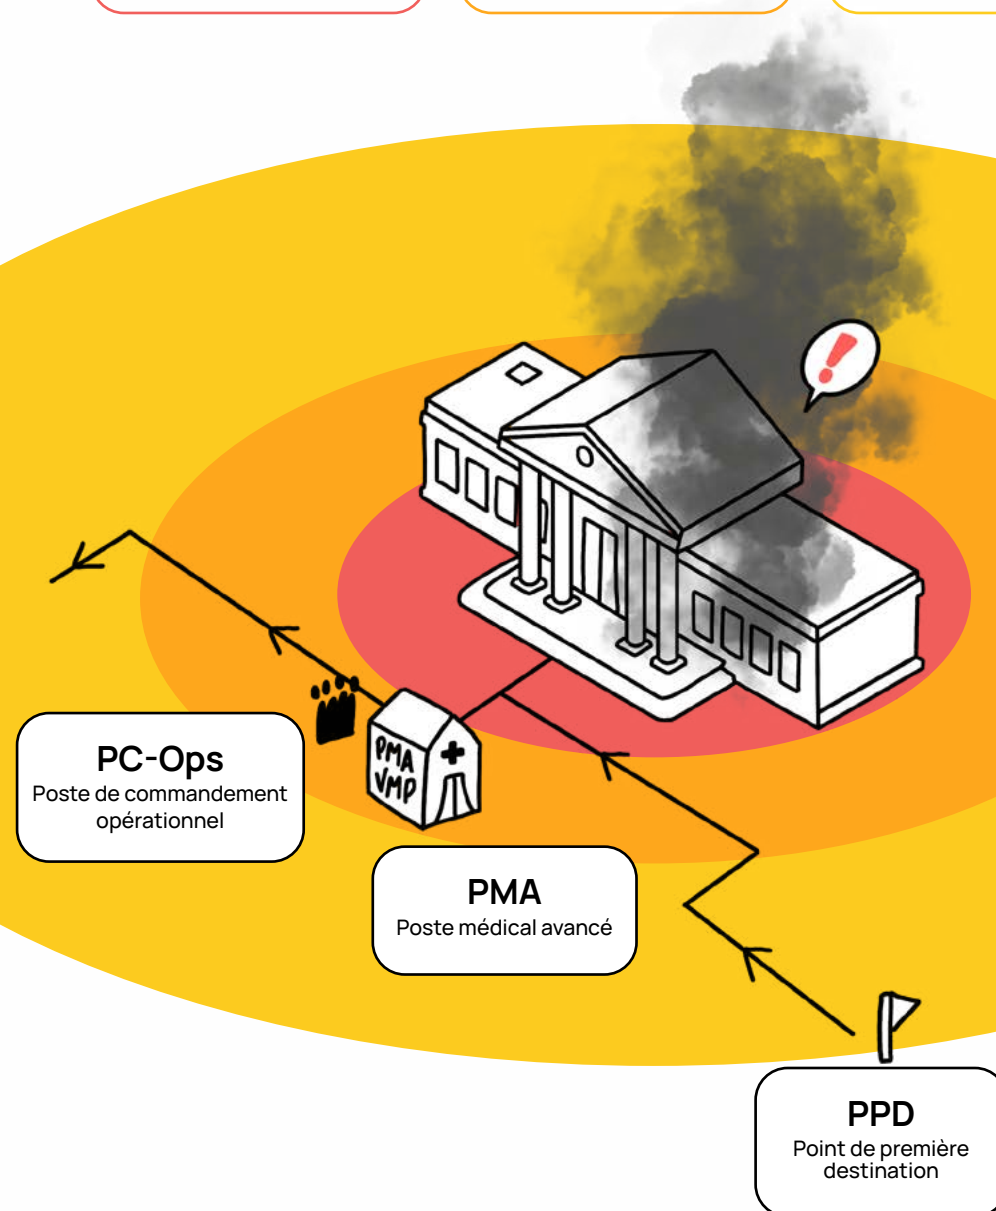 !
PMA
VMP
PC-Ops
Poste de commandement
opérationnel
PMA
Poste médical avancé
PPD
Point de première
destination